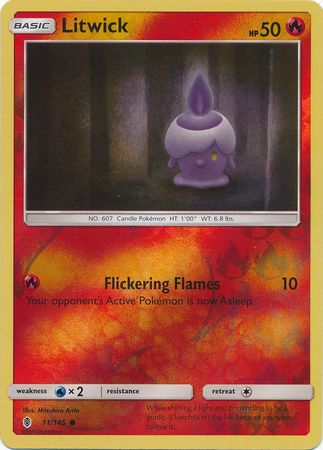 BASIC Litwick HP 50
NO. 607 Candle Pokémon HT: 1'00" WT: 6.8 lbs.
Flickering Flames 10
Your opponent's Active Pokémon is now Asleep.
weakness × 2 resistance retreat
Illus. Mitsuhiro Arita
11/145
While shining a light and pretending to be a
guide, it leeches off the life force of any who
follow it.